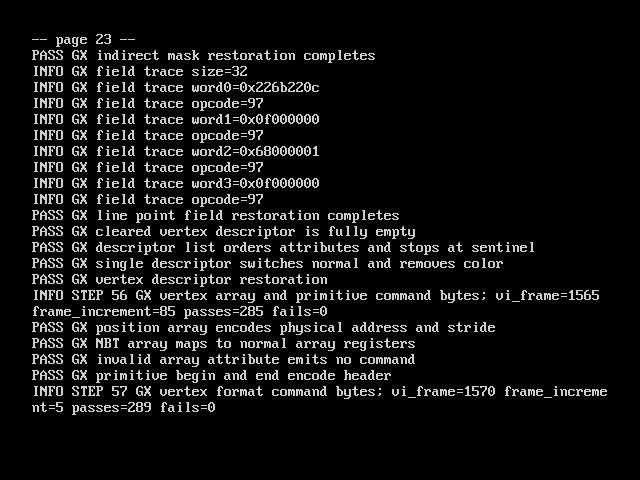 -- page 23 --
PASS GX indirect mask restoration completes
INFO GX field trace size=32
INFO GX field trace word0=0x226b220c
INFO GX field trace opcode=97
INFO GX field trace word1=0x0f000000
INFO GX field trace opcode=97
INFO GX field trace word2=0x68000001
INFO GX field trace opcode=97
INFO GX field trace word3=0x0f000000
INFO GX field trace opcode=97
PASS GX line point field restoration completes
PASS GX cleared vertex descriptor is fully empty
PASS GX descriptor list orders attributes and stops at sentinel
PASS GX single descriptor switches normal and removes color
PASS GX vertex descriptor restoration
INFO STEP 56 GX vertex array and primitive command bytes; vi_frame=1565
frame_increment=85 passes=285 fails=0
PASS GX position array encodes physical address and stride
PASS GX NBT array maps to normal array registers
PASS GX invalid array attribute emits no command
PASS GX primitive begin and end encode header
INFO STEP 57 GX vertex format command bytes; vi_frame=1570 frame_increme
nt=5 passes=289 fails=0